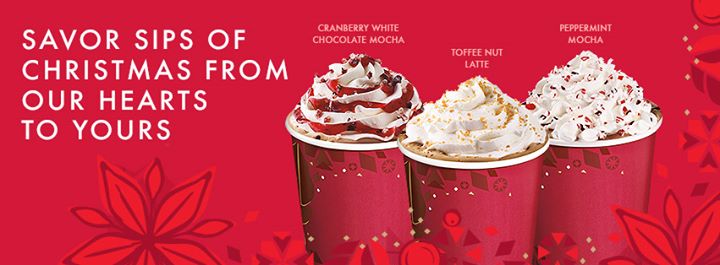 SAVOR SIPS OF
CHRISTMAS FROM
OUR HEARTS
TO YOURS
CRANBERRY WHITE
CHOCOLATE MOCHA
TOFFEE NUT
LATTE
PEPPERMINT
MOCHA